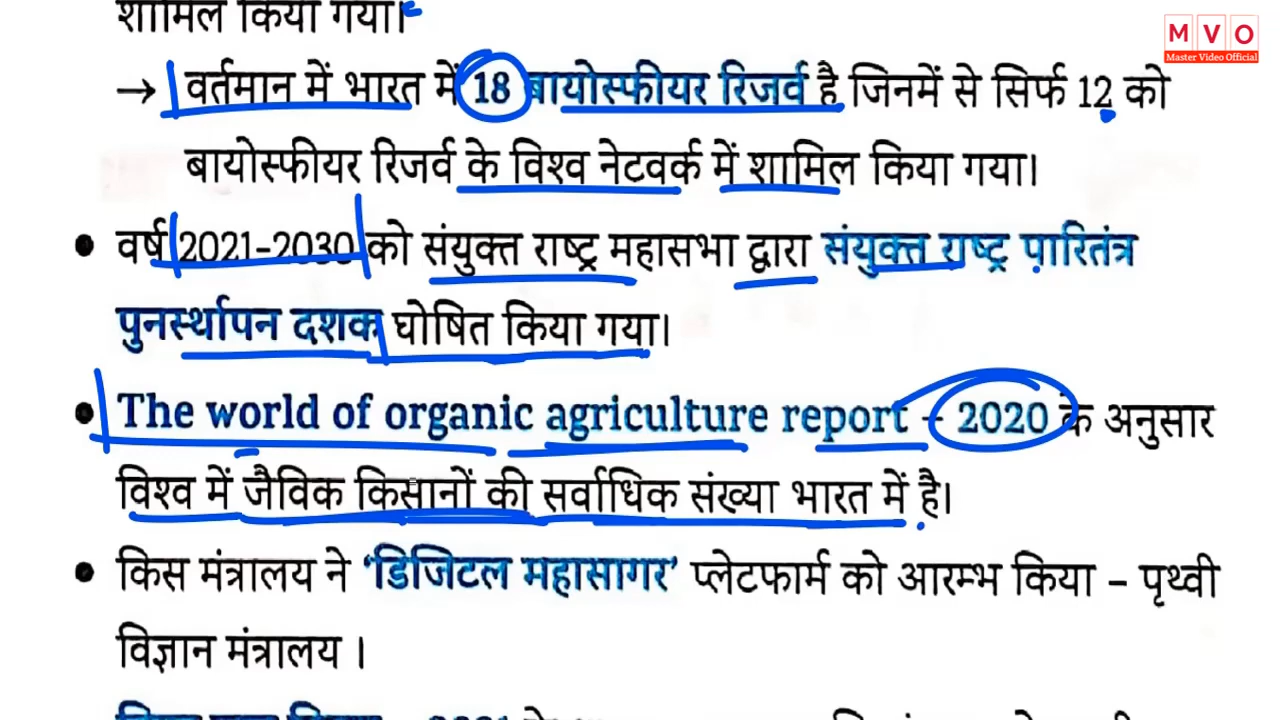 शामिल किया गया।
MVO
Master Video Official
→ वर्तमान में भारत में 18 बायोस्फीयर रिजर्व है जिनमें से सिर्फ 12 को
बायोस्फीयर रिजर्व के विश्व नेटवर्क में शामिल किया गया।
• वर्ष 2021-2030 को संयुक्त राष्ट्र महासभा द्वारा संयुक्त राष्ट्र पारितंत्र
पुनर्स्थापन दशक घोषित किया गया।
• The world of organic agriculture report - 2020 के अनुसार
विश्व में जैविक किसानों की सर्वाधिक संख्या भारत में है।
• किस मंत्रालय ने 'डिजिटल महासागर' प्लेटफार्म को आरम्भ किया – पृथ्वी
विज्ञान मंत्रालय ।